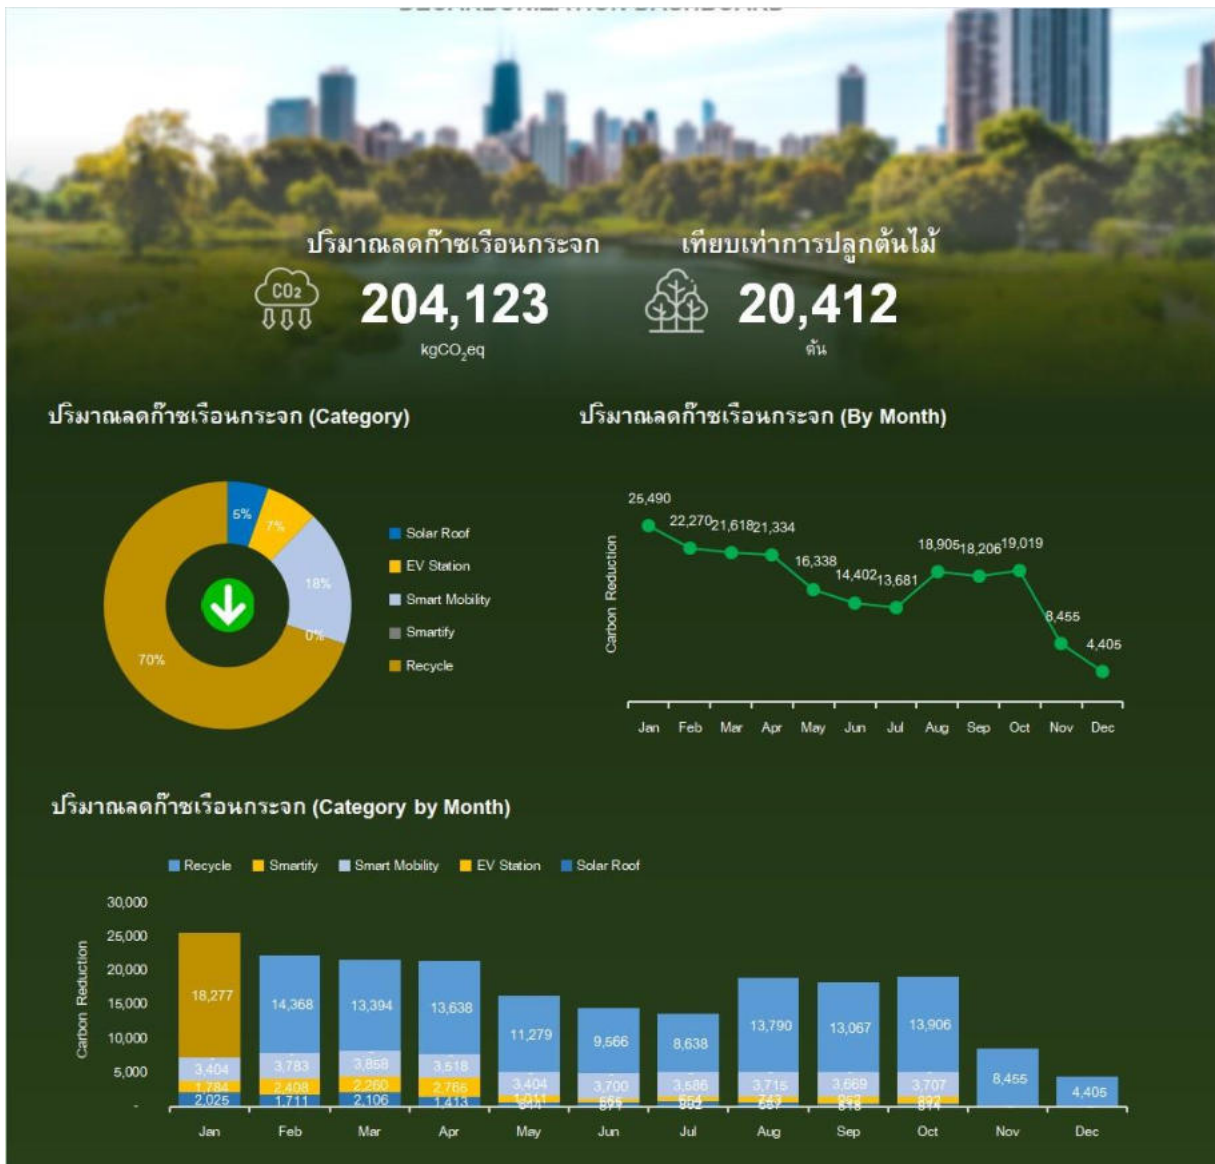 DECARBONIZATION DASHBOARD
ปริมาณลดก๊าซเรือนกระจก
เทียบเท่าการปลูกต้นไม้
CO₂
204,123
20,412
kgCO₂eq
ต้น
ปริมาณลดก๊าซเรือนกระจก (Category)
ปริมาณลดก๊าซเรือนกระจก (By Month)
7%
18%
0%
70%
Solar Roof
EV Station
Smart Mobility
Smartify
Recycle
Carbon Reduction
25,490
22,270
21,618
21,334
16,338
14,402
13,681
18,905
18,206
19,019
8,455
4,405
Jan Feb Mar Apr May Jun Jul Aug Sep Oct Nov Dec
ปริมาณลดก๊าซเรือนกระจก (Category by Month)
Recycle Smartify Smart Mobility EV Station Solar Roof
Carbon Reduction
30,000
25,000
20,000
15,000
10,000
5,000
-
18,277 14,368 13,394 13,638 11,279 9,566 8,638 13,790 13,067 13,906 8,455 4,405
3,404 3,783 3,858 3,518 3,404 3,700 3,586 3,715 3,669 3,707
1,784 2,408 2,260 2,766
2,025 1,711 2,106 1,413
Jan Feb Mar Apr May Jun Jul Aug Sep Oct Nov Dec